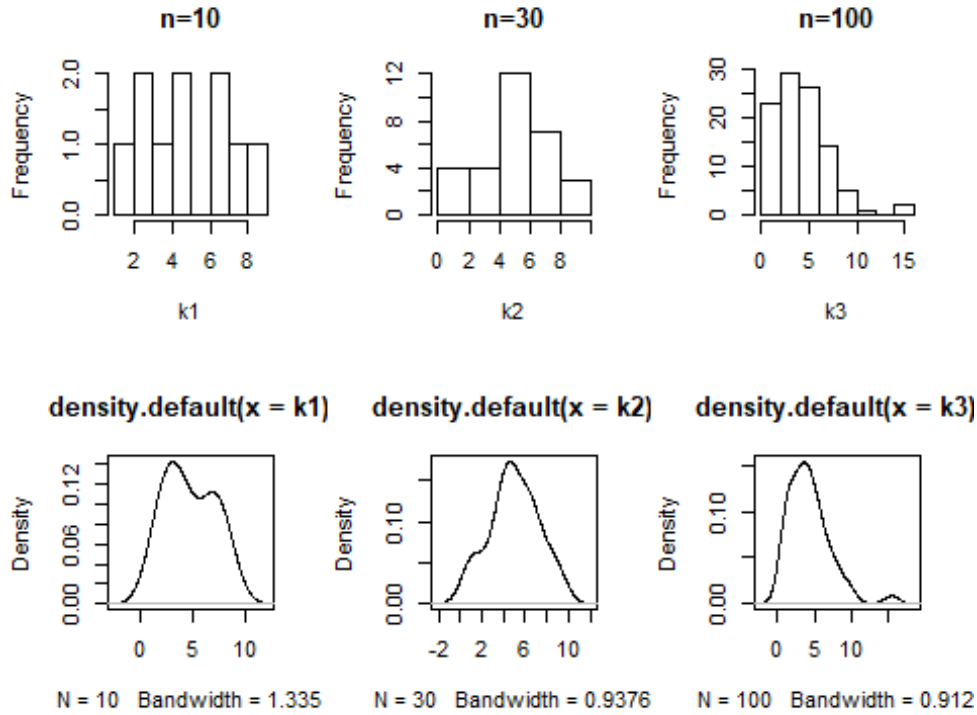 n=10
n=30
n=100
Frequency
0.0 1.0 2.0
2 4 6 8
k1
Frequency
0 4 8 12
0 2 4 6 8
k2
Frequency
0 10 20 30
0 5 10 15
k3
density.default(x = k1)
density.default(x = k2)
density.default(x = k3)
Density
0.00 0.06 0.12
0 5 10
N = 10 Bandwidth = 1.335
Density
0.00 0.10
-2 2 6 10
N = 30 Bandwidth = 0.9376
Density
0.00 0.10
0 5 10
N = 100 Bandwidth = 0.912